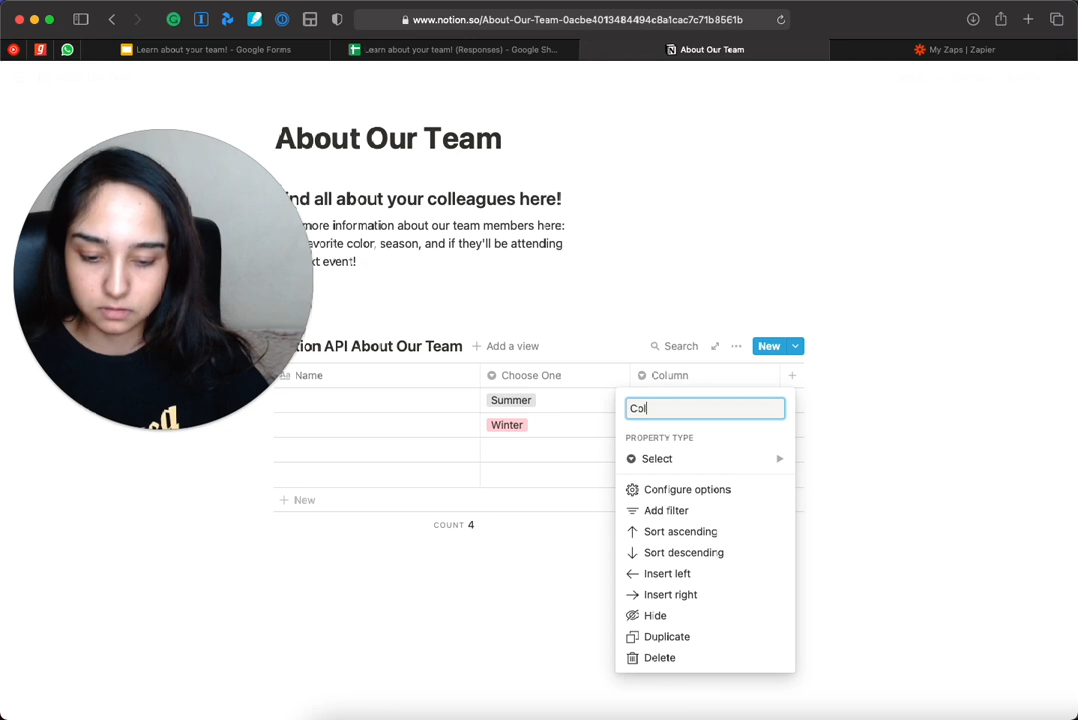 www.notion.so/About-Our-Team-0acbe4013484494c8a1cac7c71b8561b
Learn about your team! - Google Forms
Learn about your team! (Responses) - Google Sh...
About Our Team
My Zaps | Zapier
About Our Team
ind all about your colleagues here!
more information about our team members here:
avorite color, season, and if they'll be attending
xt event!
tion API About Our Team
Add a view
Search
New
Name
Choose One
Column
Summer
Winter
New
COUNT 4
Col
PROPERTY TYPE
Select
Configure options
Add filter
Sort ascending
Sort descending
Insert left
Insert right
Hide
Duplicate
Delete